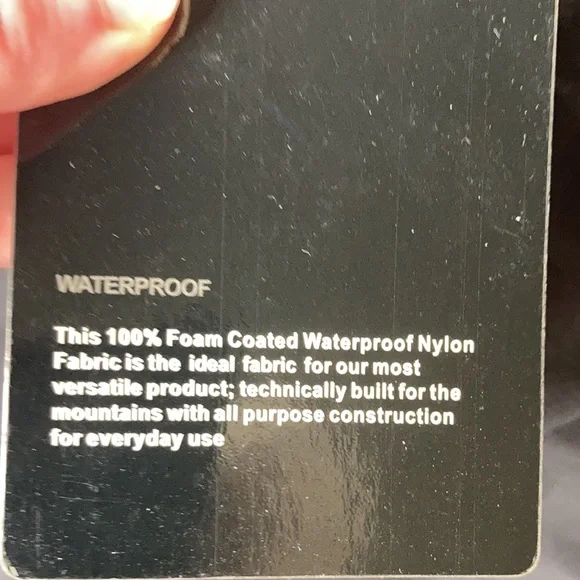 WATERPROOF
This 100% Foam Coated Waterproof Nylon
Fabric is the ideal fabric for our most
versatile product; technically built for the
mountains with all purpose construction
for everyday use